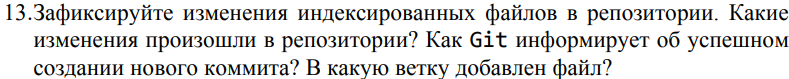 13.Зафиксируйте изменения индексированных файлов в репозитории. Какие
изменения произошли в репозитории? Как Git информирует об успешном
создании нового коммита? В какую ветку добавлен файл?